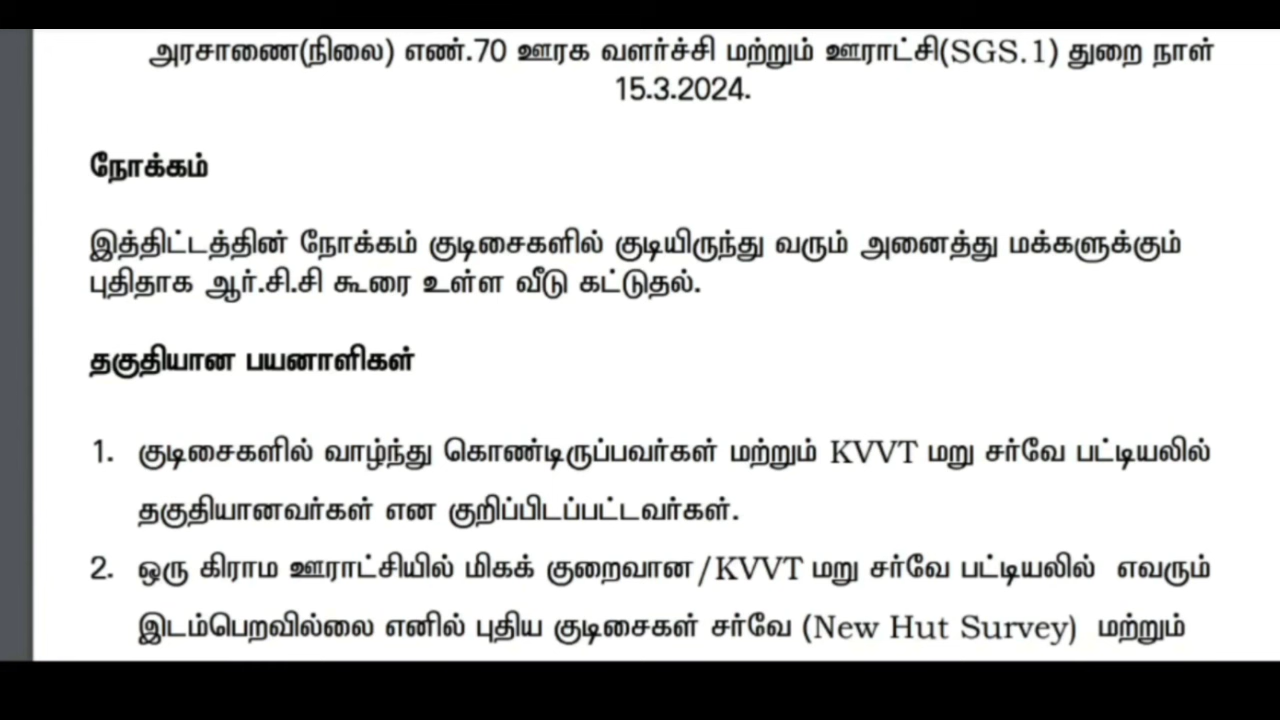 அரசாணை(நிலை) எண்.70 ஊரக வளர்ச்சி மற்றும் ஊராட்சி(SGS.1) துறை நாள்
15.3.2024.
நோக்கம்
இத்திட்டத்தின் நோக்கம் குடிசைகளில் குடியிருந்து வரும் அனைத்து மக்களுக்கும்
புதிதாக ஆர்.சி.சி கூரை உள்ள வீடு கட்டுதல்.
தகுதியான பயனாளிகள்
1. குடிசைகளில் வாழ்ந்து கொண்டிருப்பவர்கள் மற்றும் KVVT மறு சர்வே பட்டியலில்
தகுதியானவர்கள் என குறிப்பிடப்பட்டவர்கள்.
2. ஒரு கிராம ஊராட்சியில் மிகக் குறைவான/KVVT மறு சர்வே பட்டியலில் எவரும்
இடம்பெறவில்லை எனில் புதிய குடிசைகள் சர்வே (New Hut Survey) மற்றும்